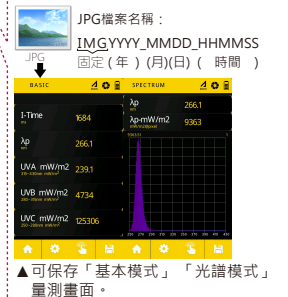 JPG檔案名稱：
IMGYYYY_MMDD_HHMMSS
固定(年)(月)(日)( 時間 )
.JPG
BASIC
I-Time
ms
1684
λp
nm
266.1
UVA mW/m2
239.1
UVB mW/m2
4734
UVC mW/m2
125306
SPECTRUM
λp
266.1
λp-mW/m2
9363
▲可保存「基本模式」「光譜模式」
量測畫面。